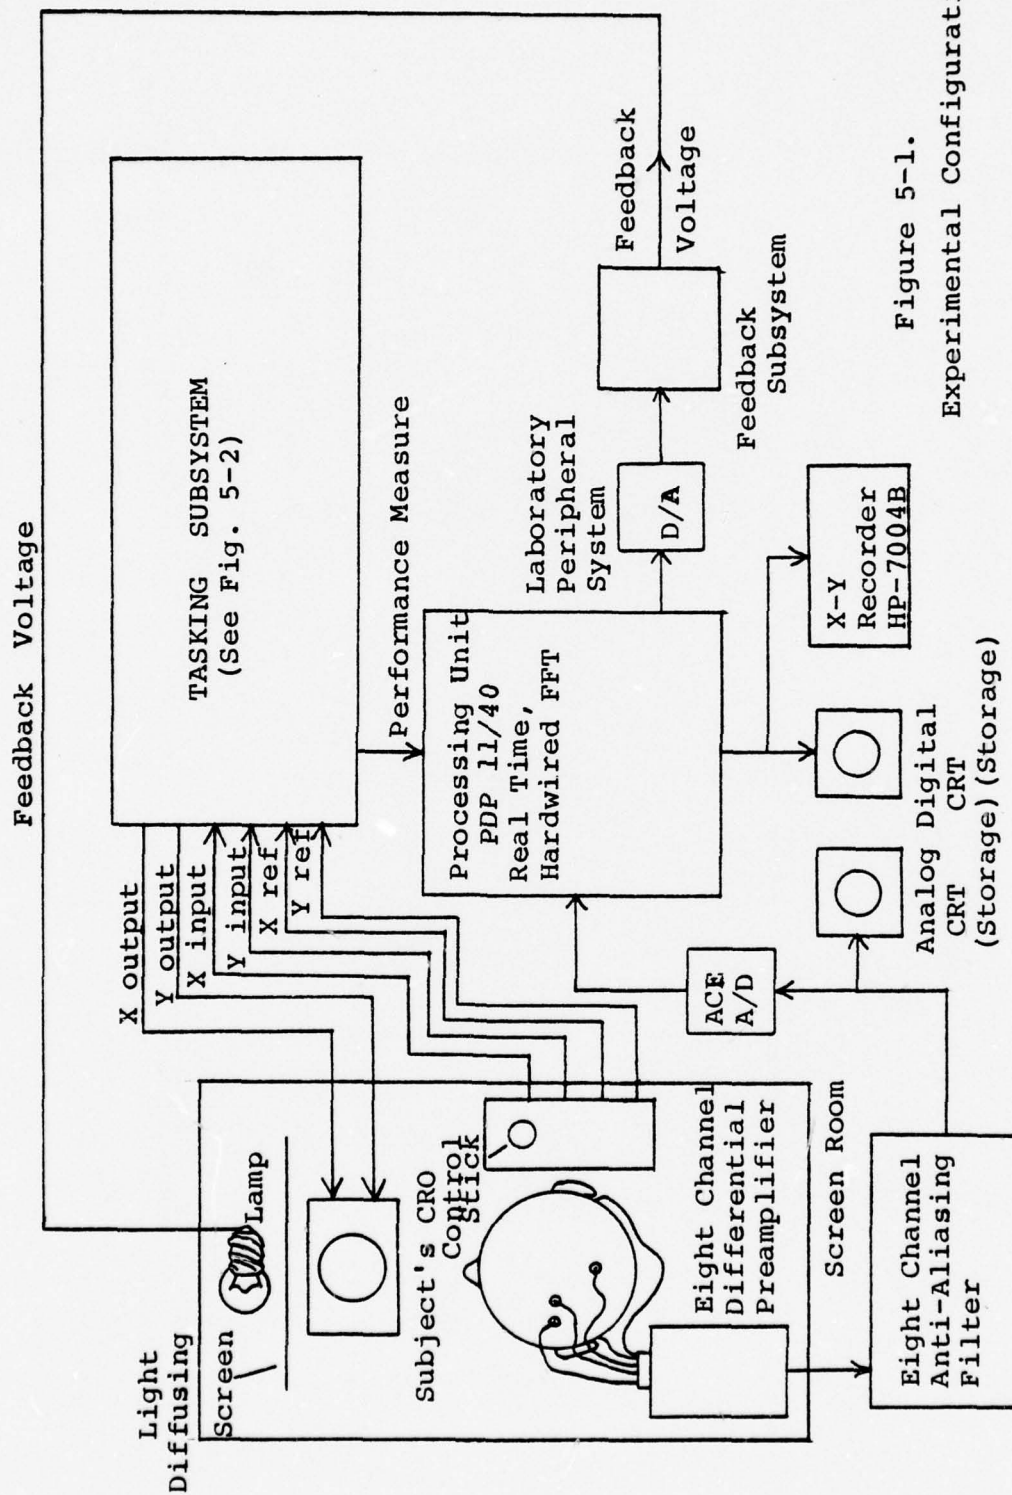 Feedback Voltage
Light
Diffusing
Screen
Lamp
TASKING SUBSYSTEM
(See Fig. 5-2)
X output
Y output
X input
Y input
X ref
Y ref
Subject's CRO
Control
Stick
Performance Measure
Processing Unit
PDP 11/40
Real Time,
Hardwired FFT
Laboratory
Peripheral
System
D/A
Feedback
Voltage
Feedback
Subsystem
Eight Channel
Differential
Preamplifier
ACE
A/D
Screen Room
Analog
CRT
(Storage)
Digital
CRT
(Storage)
X-Y
Recorder
HP-7004B
Eight Channel
Anti-Aliasing
Filter
Figure 5-1.
Experimental Configurati